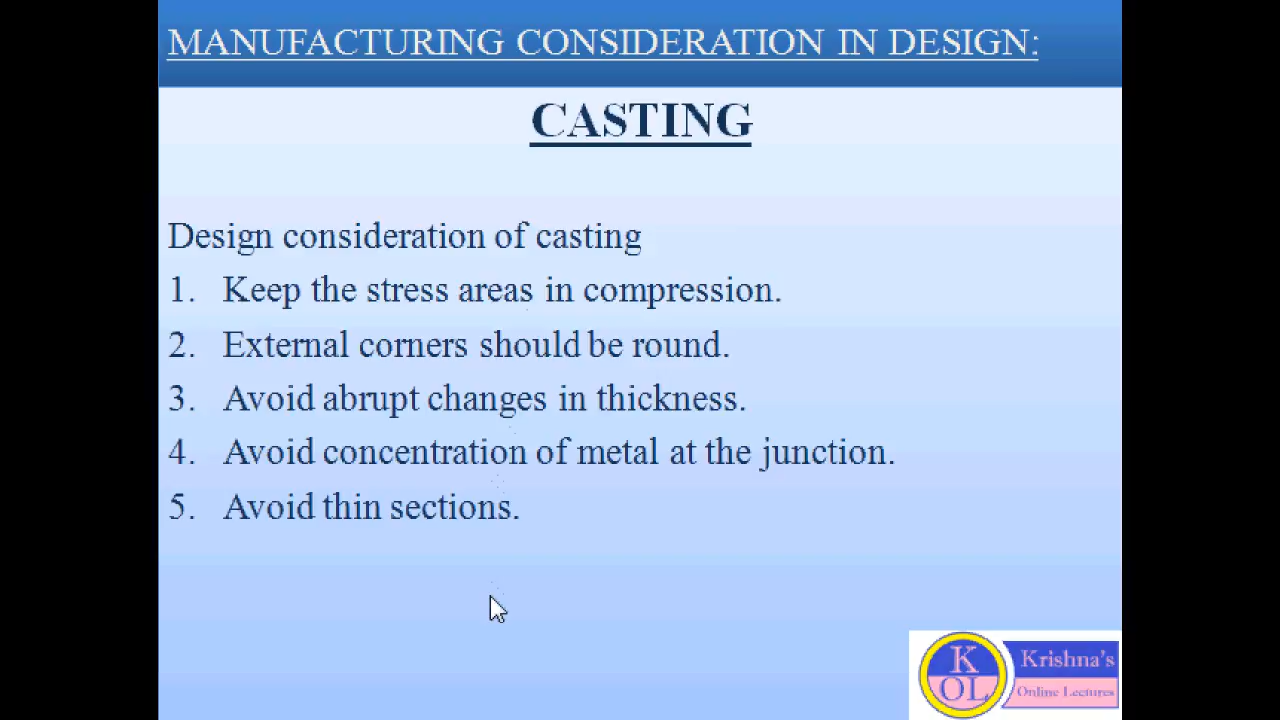 MANUFACTURING CONSIDERATION IN DESIGN:
CASTING
Design consideration of casting
1. Keep the stress areas in compression.
2. External corners should be round.
3. Avoid abrupt changes in thickness.
4. Avoid concentration of metal at the junction.
5. Avoid thin sections.
K
OL
Krishna's
Online Lectures